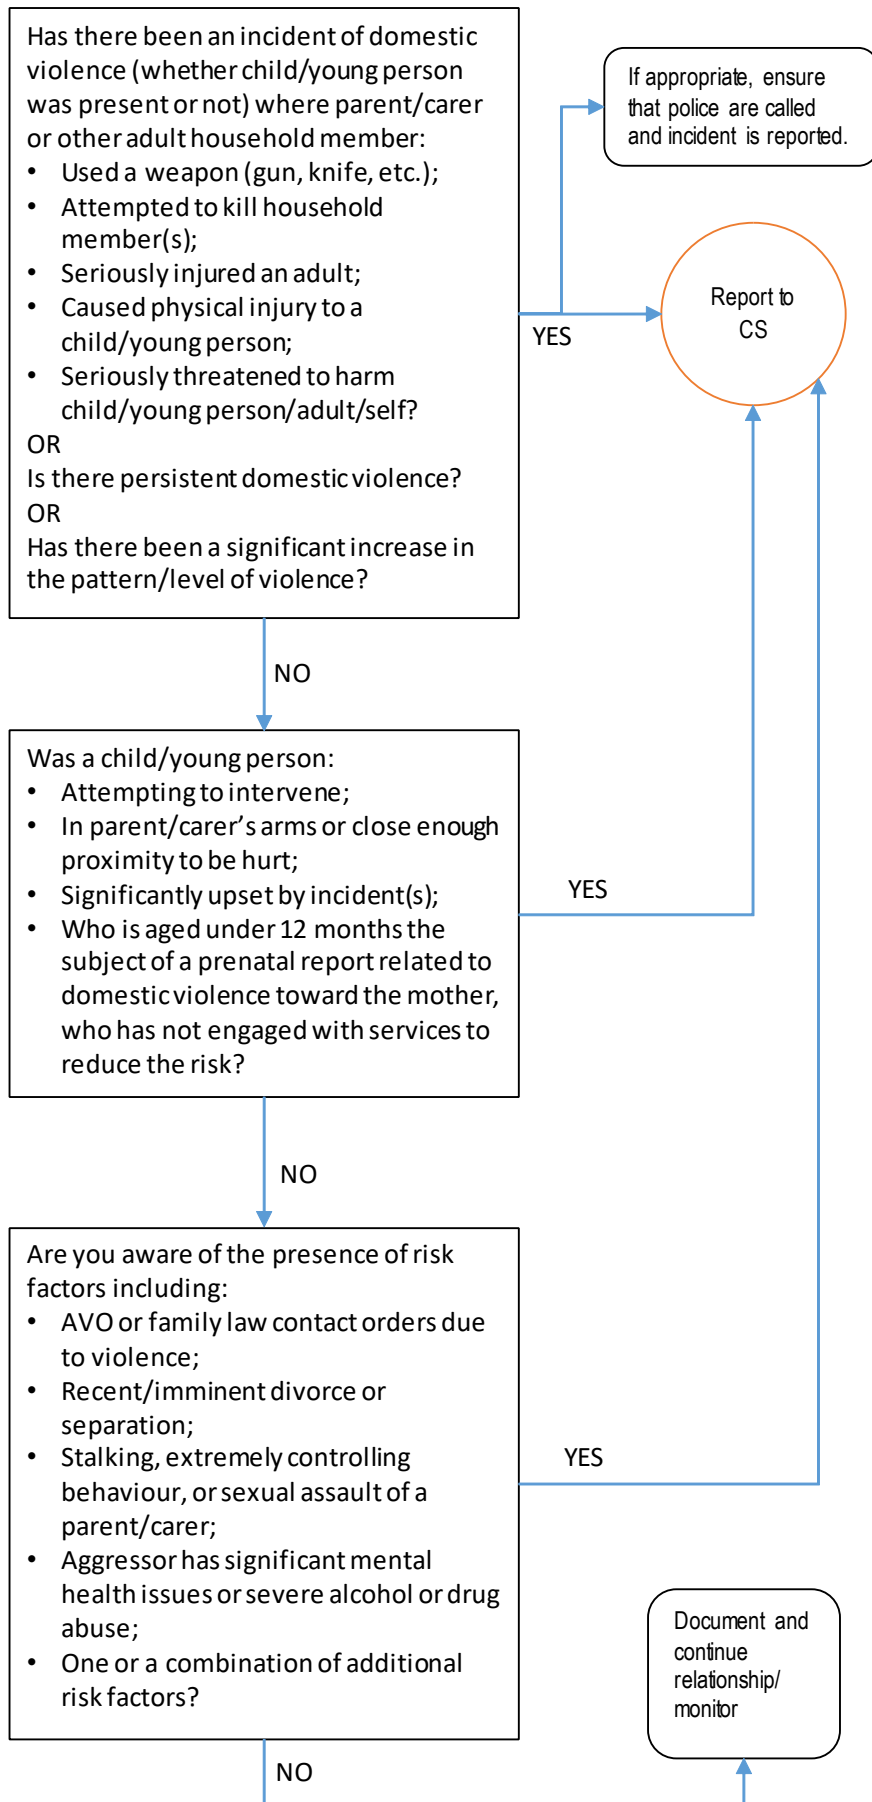 Has there been an incident of domestic
violence (whether child/young person
was present or not) where parent/carer
or other adult household member:
• Used a weapon (gun, knife, etc.);
• Attempted to kill household
member(s);
• Seriously injured an adult;
• Caused physical injury to a
child/young person;
• Seriously threatened to harm
child/young person/adult/self?
OR
Is there persistent domestic violence?
OR
Has there been a significant increase in
the pattern/level of violence?
If appropriate, ensure
that police are called
and incident is reported.
YES
Report to
CS
NO
Was a child/young person:
• Attempting to intervene;
• In parent/carer’s arms or close enough
proximity to be hurt;
• Significantly upset by incident(s);
• Who is aged under 12 months the
subject of a prenatal report related to
domestic violence toward the mother,
who has not engaged with services to
reduce the risk?
YES
NO
Are you aware of the presence of risk
factors including:
• AVO or family law contact orders due
to violence;
• Recent/imminent divorce or
separation;
• Stalking, extremely controlling
behaviour, or sexual assault of a
parent/carer;
• Aggressor has significant mental
health issues or severe alcohol or drug
abuse;
• One or a combination of additional
risk factors?
YES
Document and
continue
relationship/
monitor
NO